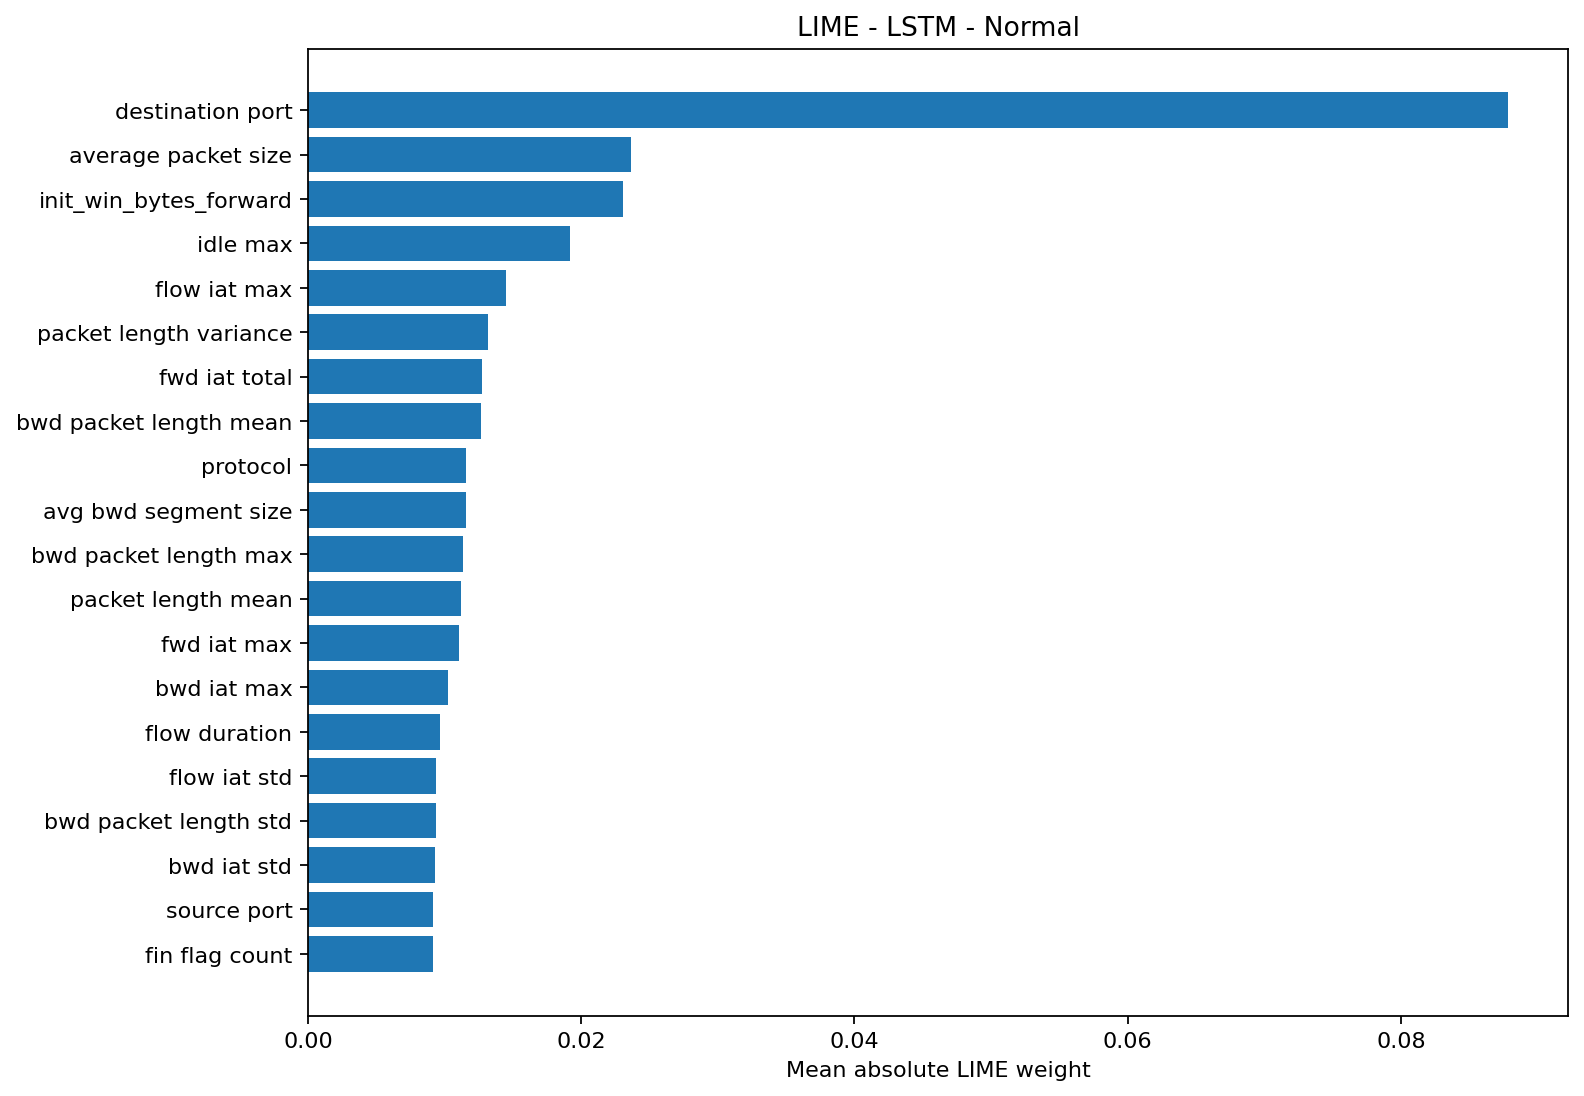 LIME - LSTM - Normal
destination port
average packet size
init_win_bytes_forward
idle max
flow iat max
packet length variance
fwd iat total
bwd packet length mean
protocol
avg bwd segment size
bwd packet length max
packet length mean
fwd iat max
bwd iat max
flow duration
flow iat std
bwd packet length std
bwd iat std
source port
fin flag count
0.00 0.02 0.04 0.06 0.08
Mean absolute LIME weight